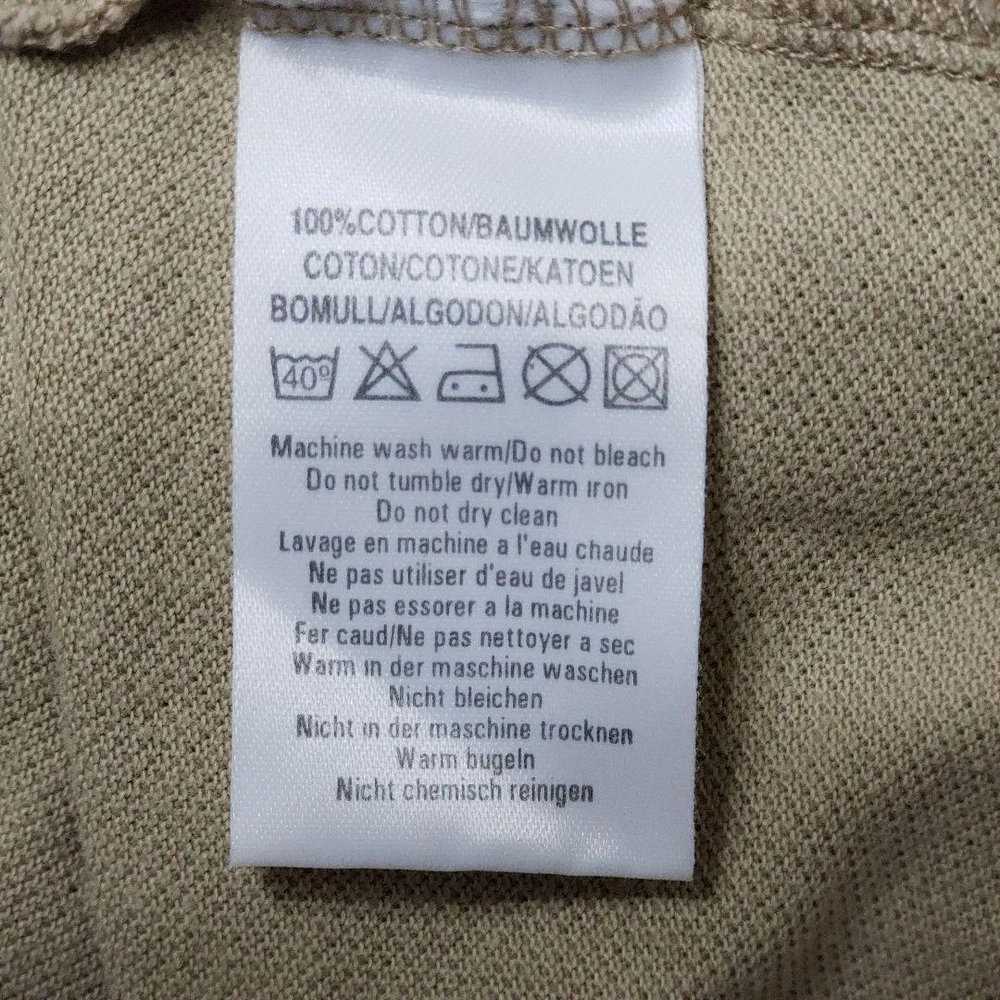 100%COTTON/BAUMWOLLE
COTON/COTONE/KATOEN
BOMULL/ALGODON/ALGODÃO
40º
Machine wash warm/Do not bleach
Do not tumble dry/Warm iron
Do not dry clean
Lavage en machine a l'eau chaude
Ne pas utiliser d'eau de javel
Ne pas essorer a la machine
Fer caud/Ne pas nettoyer a sec
Warm in der maschine waschen
Nicht bleichen
Nicht in der maschine trocknen
Warm bugeln
Nicht chemisch reinigen